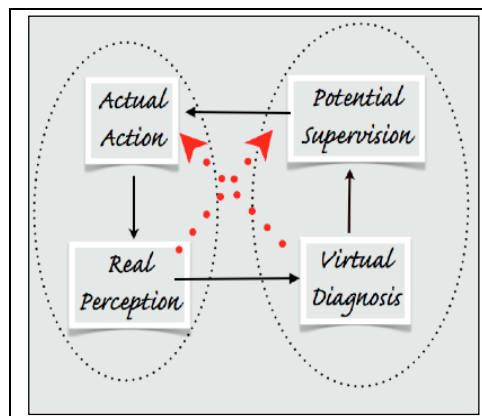 Actual
Action
Potential
Supervision
Real
Perception
Virtual
Diagnosis